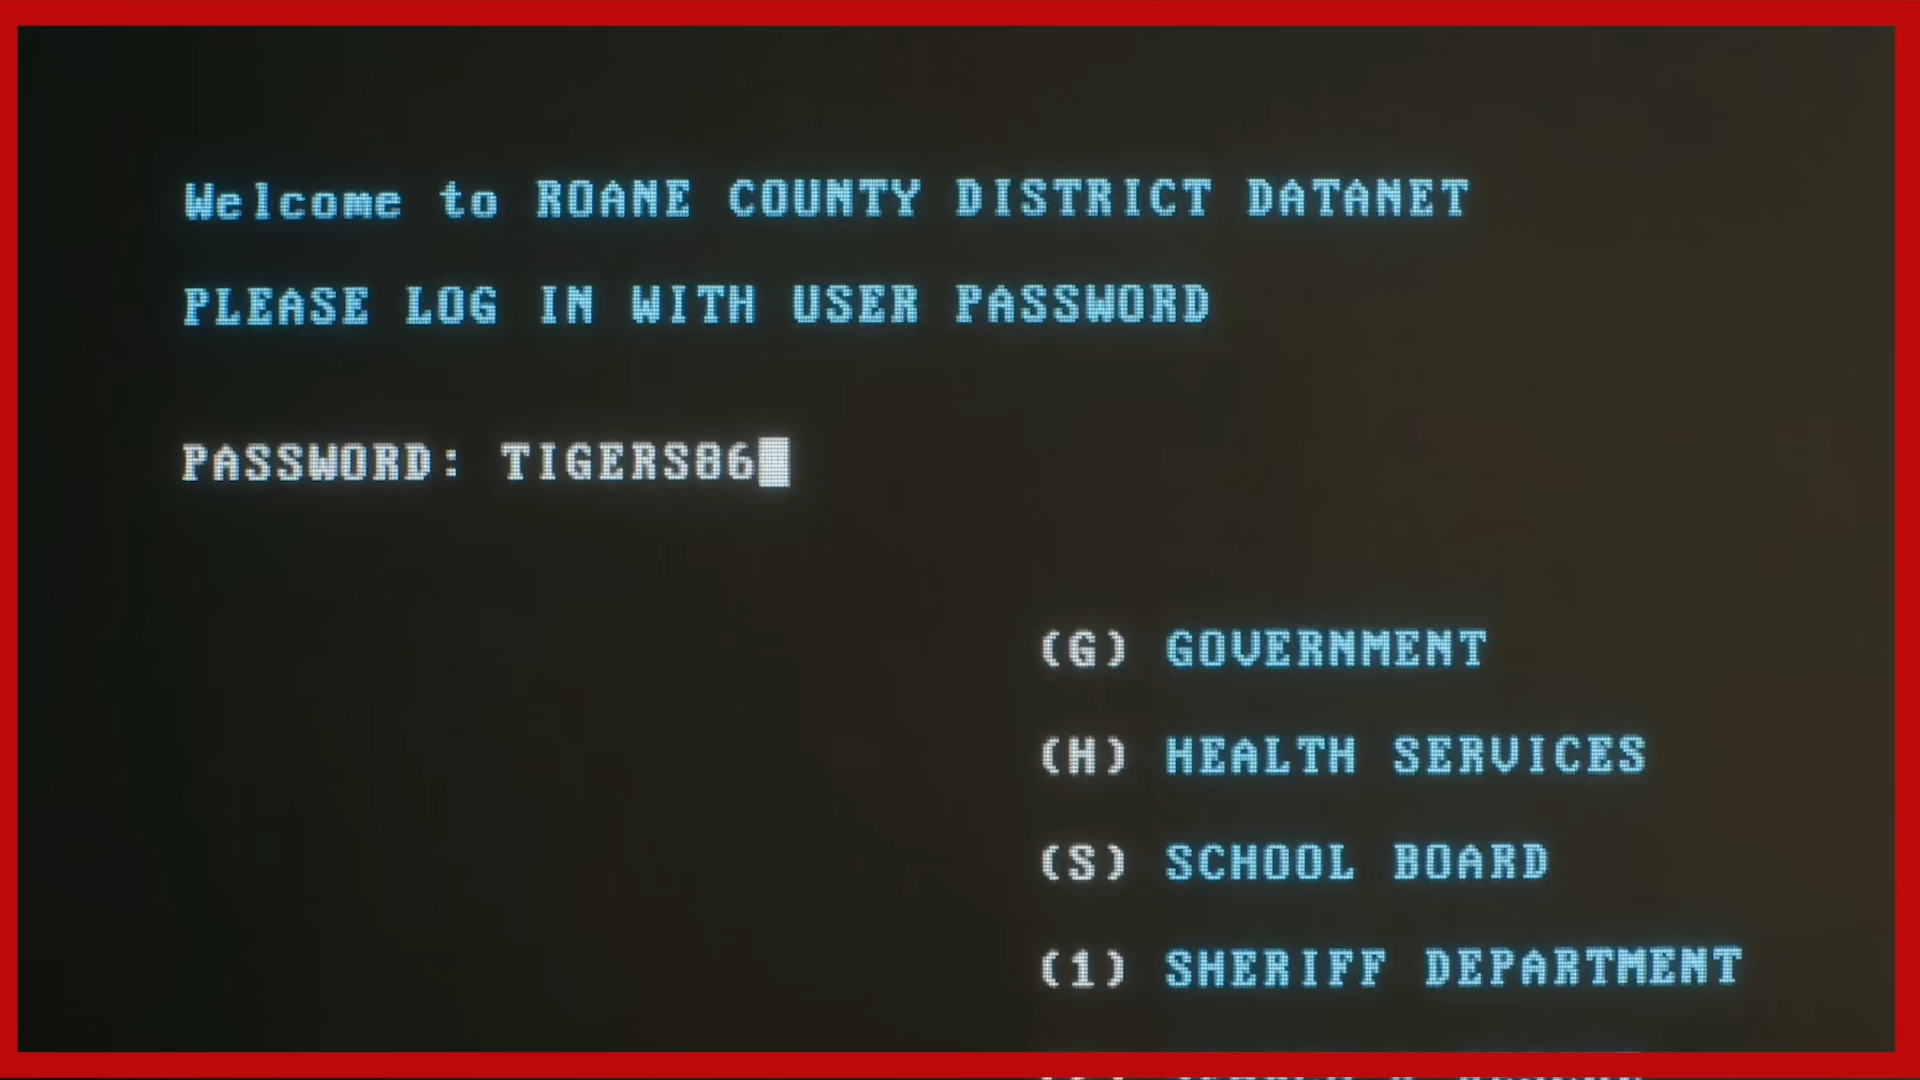 Welcome to ROANE COUNTY DISTRICT DATANET
PLEASE LOG IN WITH USER PASSWORD
PASSWORD: TIGERS86
(G) GOVERNMENT
(H) HEALTH SERVICES
(S) SCHOOL BOARD
(1) SHERIFF DEPARTMENT